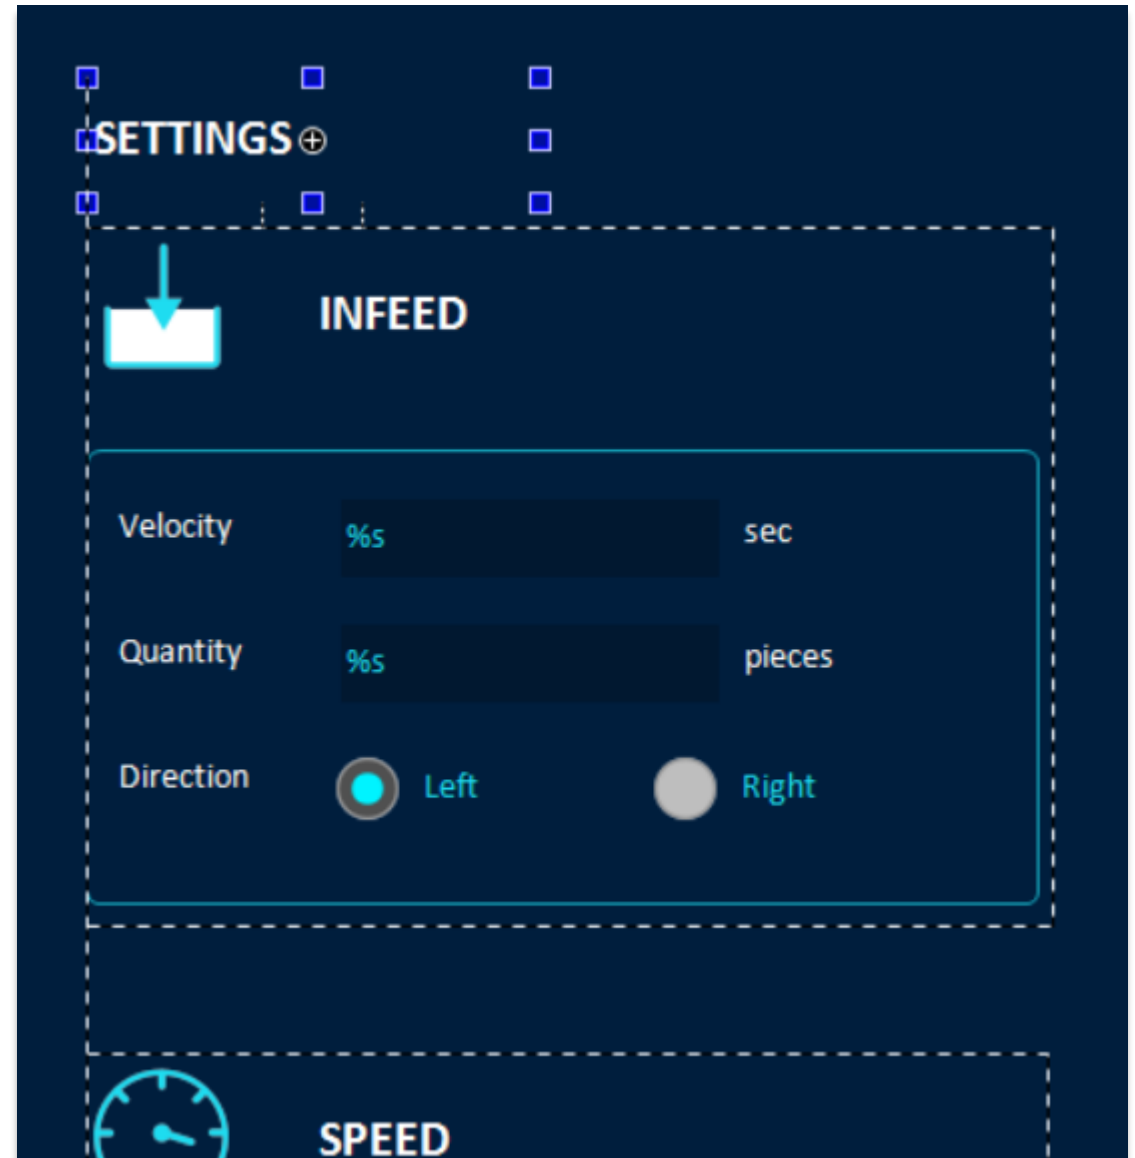 SETTINGS
INFEED
Velocity %s sec
Quantity %s pieces
Direction Left Right
SPEED